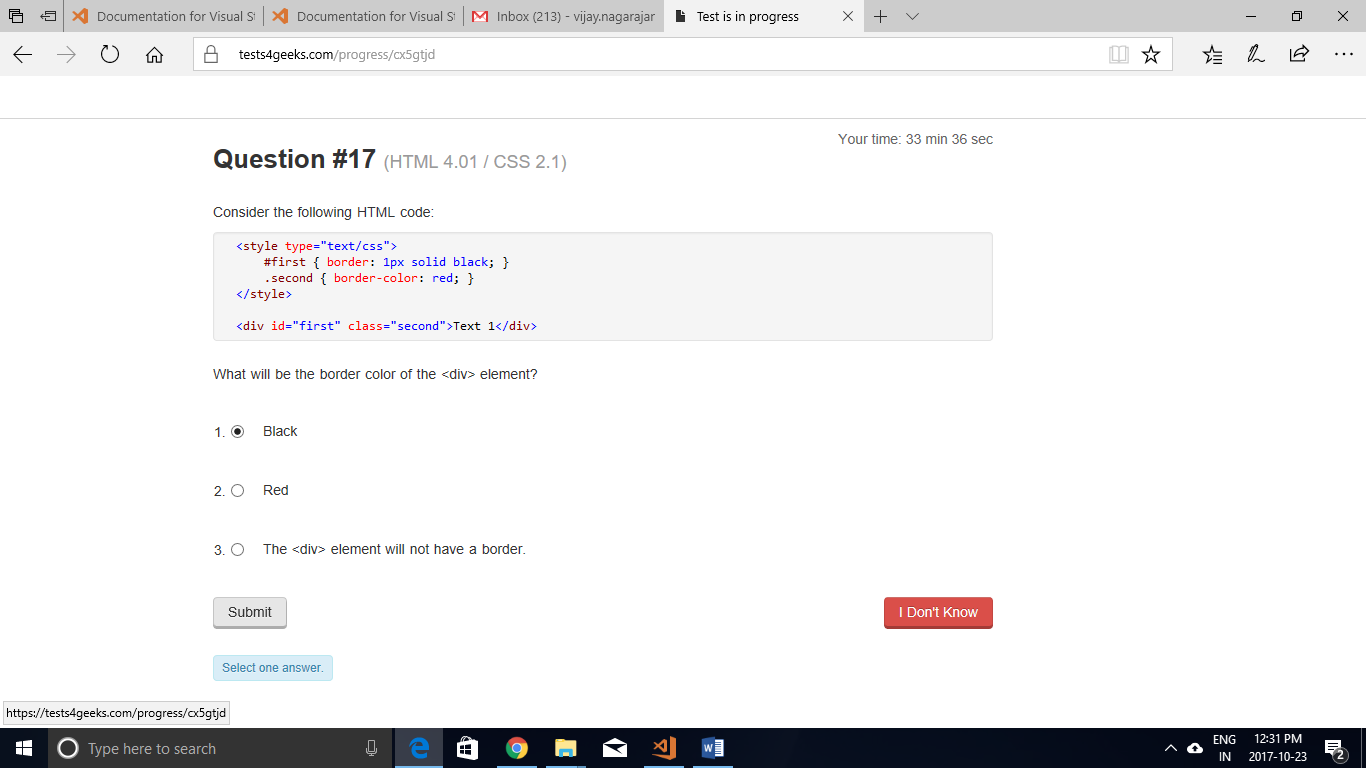 Documentation for Visual St
Documentation for Visual St
Inbox (213) - vijay.nagarajar
Test is in progress
tests4geeks.com/progress/cx5gtjd
Your time: 33 min 36 sec
Question #17 (HTML 4.01 / CSS 2.1)
Consider the following HTML code:
<style type="text/css">
#first { border: 1px solid black; }
.second { border-color: red; }
</style>
<div id="first" class="second">Text 1</div>
What will be the border color of the <div> element?
1. Black
2. Red
3. The <div> element will not have a border.
Submit
I Don't Know
Select one answer.
https://tests4geeks.com/progress/cx5gtjd
Type here to search
ENG
IN
12:31 PM
2017-10-23
2